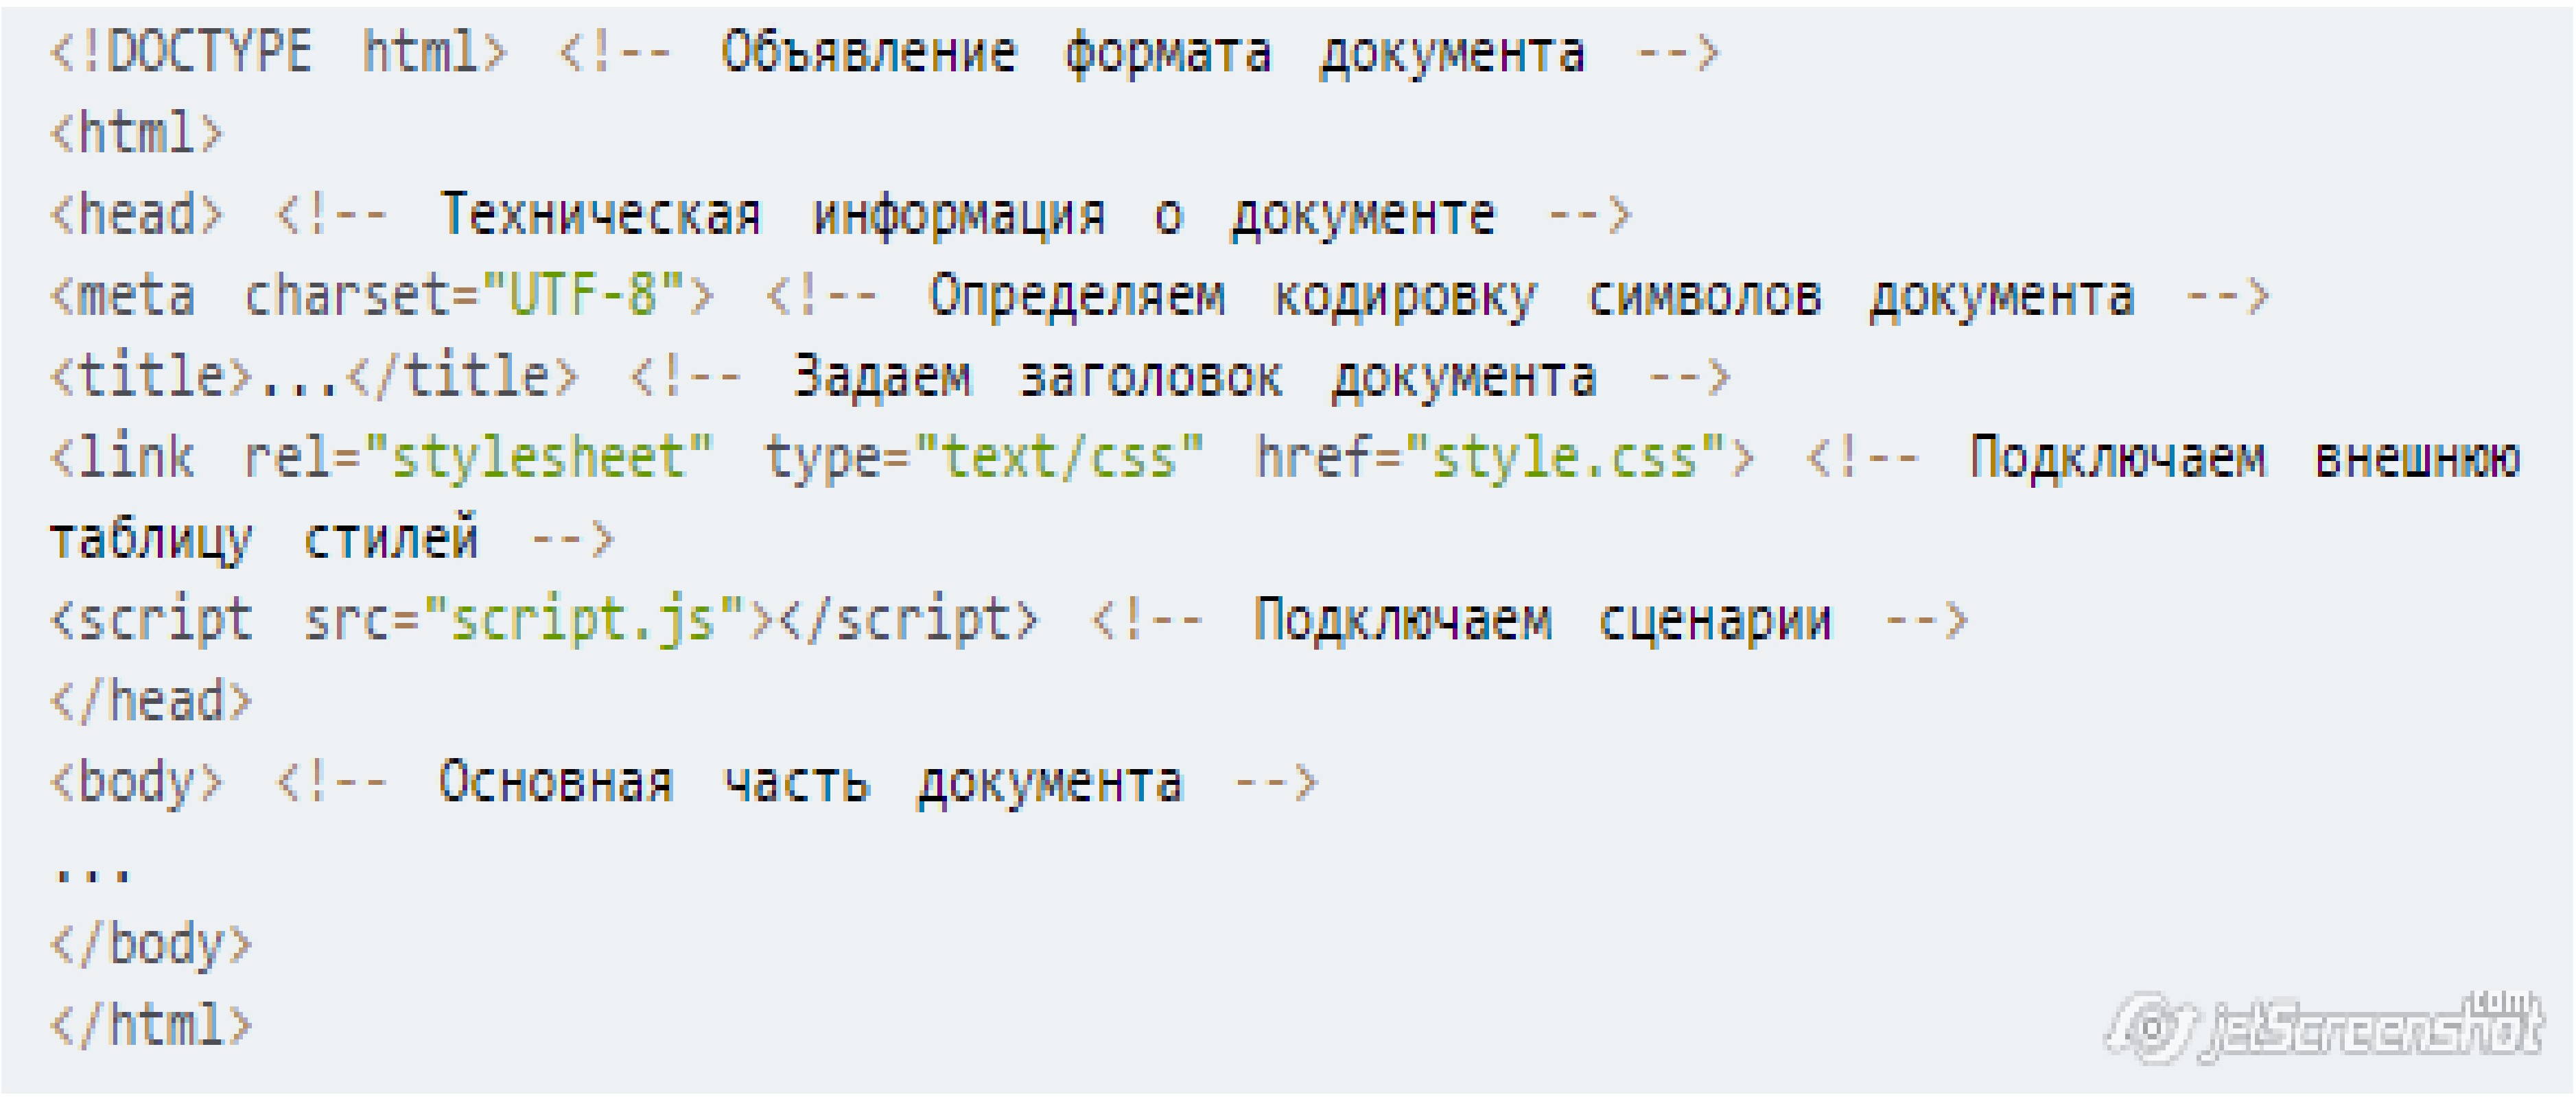 <!DOCTYPE html> <!-- Объявление формата документа -->
<html>
<head> <!-- Техническая информация о документе -->
<meta charset="UTF-8"> <!-- Определяем кодировку символов документа -->
<title>...</title> <!-- Задаем заголовок документа -->
<link rel="stylesheet" type="text/css" href="style.css"> <!-- Подключаем внешнюю
таблицу стилей -->
<script src="script.js"></script> <!-- Подключаем сценарии -->
</head>
<body> <!-- Основная часть документа -->
...
</body>
</html>
jetScreenshot.com